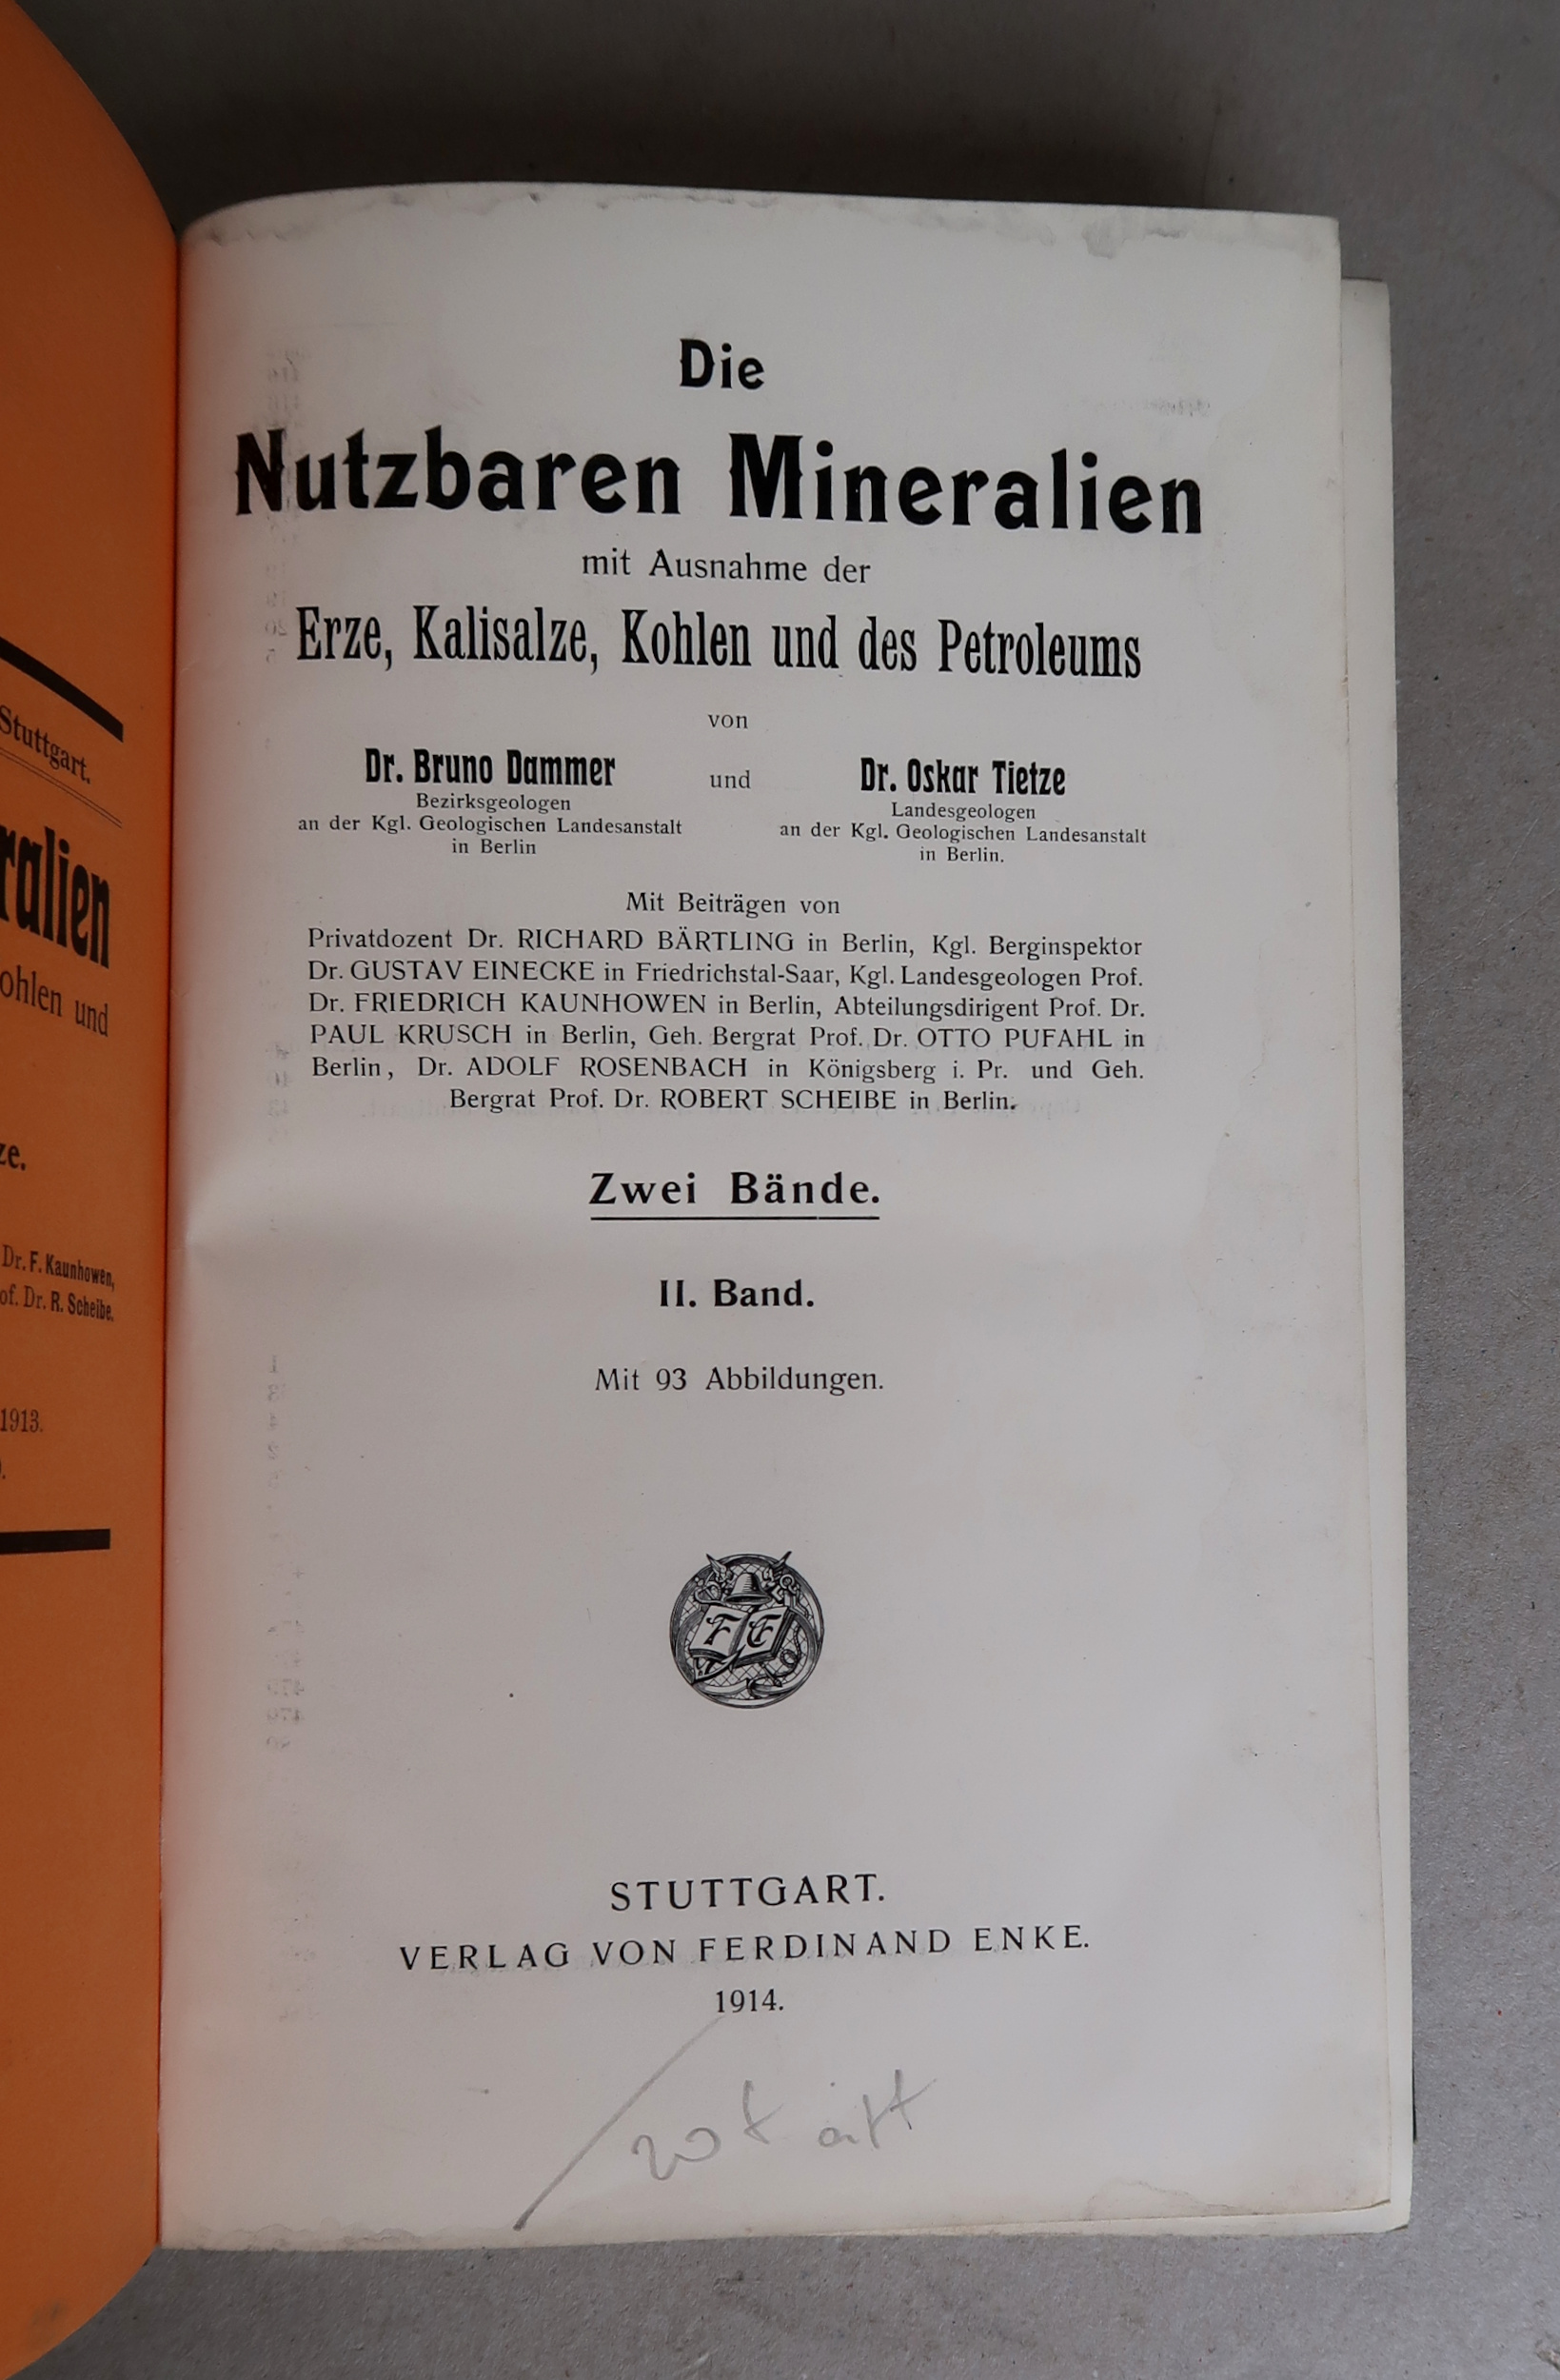 Stuttgart.
ralien
ohlen und
ze.
Dr. F. Kaunhowen,
of. Dr. R. Scheibe.
1913.
Die
Nutzbaren Mineralien
mit Ausnahme der
Erze, Kalisalze, Kohlen und des Petroleums
von
Dr. Bruno Dammer und Dr. Oskar Tietze
Bezirksgeologen Landesgeologen
an der Kgl. Geologischen Landesanstalt an der Kgl. Geologischen Landesanstalt
in Berlin in Berlin.
Mit Beiträgen von
Privatdozent Dr. RICHARD BÄRTLING in Berlin, Kgl. Berginspektor
Dr. GUSTAV EINECKE in Friedrichstal-Saar, Kgl. Landesgeologen Prof.
Dr. FRIEDRICH KAUNHOWEN in Berlin, Abteilungsdirigent Prof. Dr.
PAUL KRUSCH in Berlin, Geh. Bergrat Prof. Dr. OTTO PUFAHL in
Berlin, Dr. ADOLF ROSENBACH in Königsberg i. Pr. und Geh.
Bergrat Prof. Dr. ROBERT SCHEIBE in Berlin.
Zwei Bände.
II. Band.
Mit 93 Abbildungen.
F E
STUTTGART.
VERLAG VON FERDINAND ENKE.
1914.